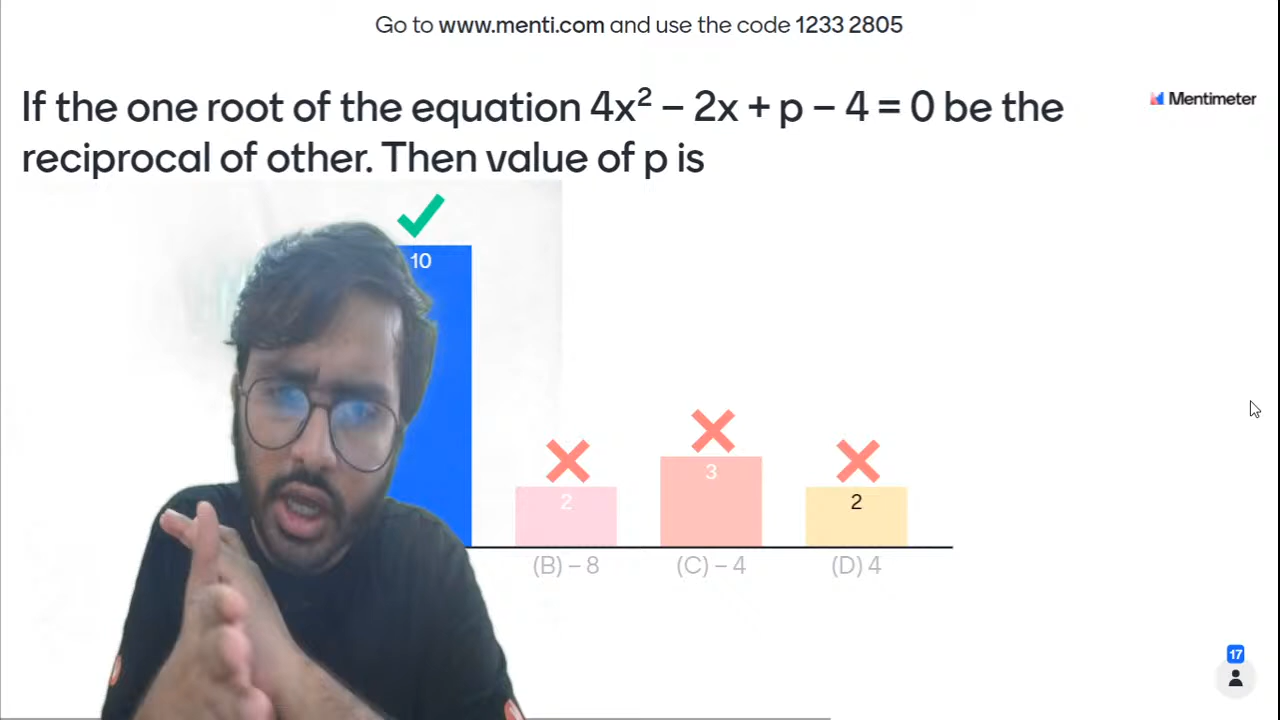 Go to www.menti.com and use the code 1233 2805
If the one root of the equation 4x² – 2x + p – 4 = 0 be the
Mentimeter
reciprocal of other. Then value of p is
10
2
3
2
(B) – 8
(C) – 4
(D) 4
17